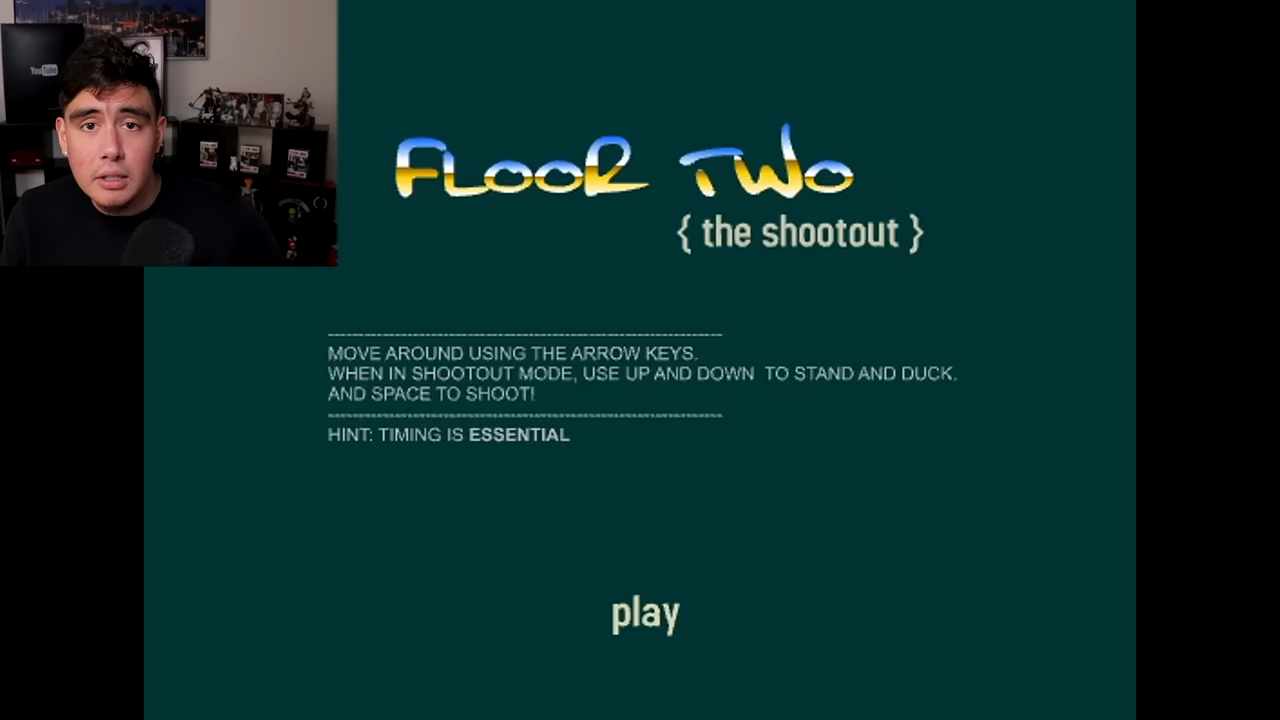 YouTube
FLOOR TWO
{ the shootout }
------------------------------------------------------------------
MOVE AROUND USING THE ARROW KEYS.
WHEN IN SHOOTOUT MODE, USE UP AND DOWN TO STAND AND DUCK.
AND SPACE TO SHOOT!
------------------------------------------------------------------
HINT: TIMING IS ESSENTIAL
play